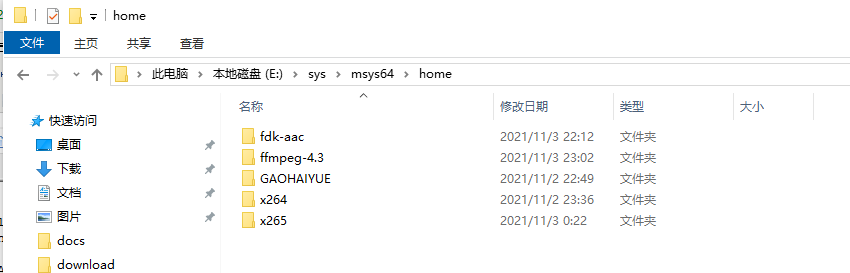 home
文件 主页 共享 查看
此电脑 › 本地磁盘 (E:) › sys › msys64 › home
名称 修改日期 类型 大小
快速访问
桌面
下载
文档
图片
docs
download
fdk-aac 2021/11/3 22:12 文件夹
ffmpeg-4.3 2021/11/3 23:02 文件夹
GAOHAIYUE 2021/11/2 22:49 文件夹
x264 2021/11/2 23:36 文件夹
x265 2021/11/3 0:22 文件夹